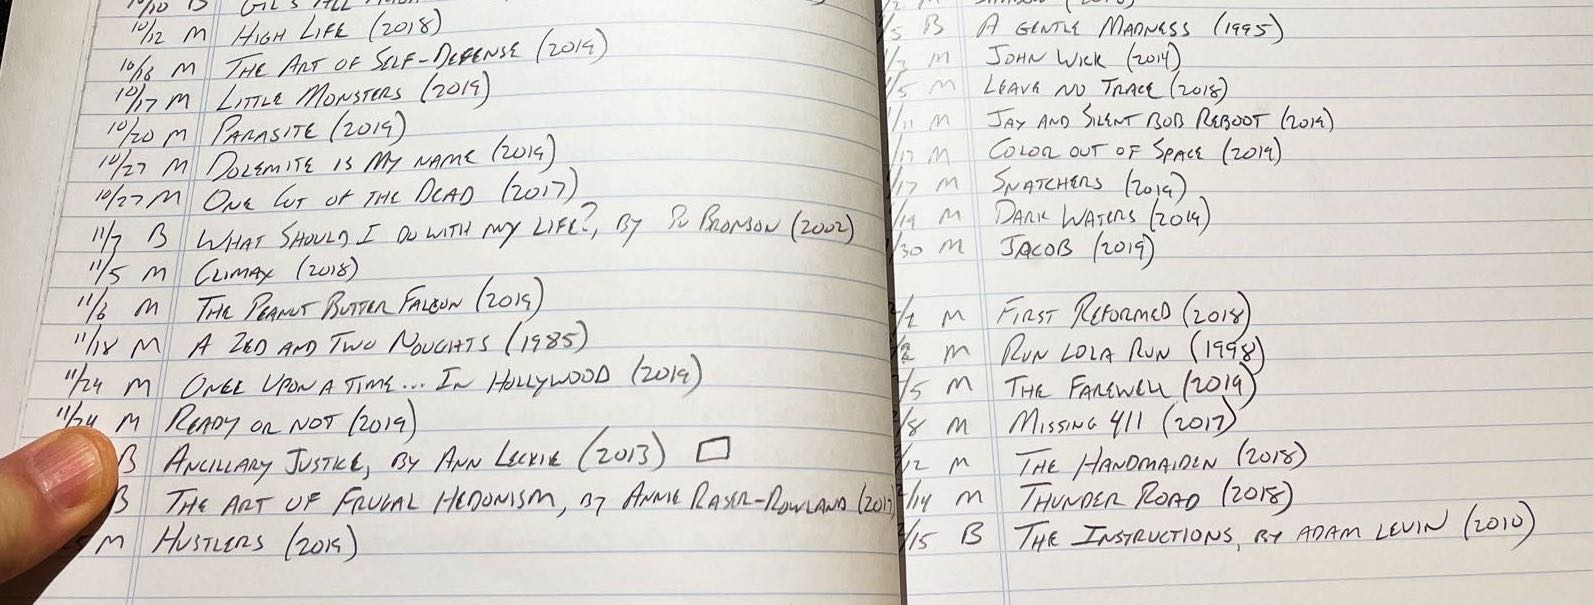 10/10 B GIL'S ALL
10/12 M HIGH LIFE (2018)
10/16 M THE ART OF SELF-DEFENSE (2019)
10/17 M LITTLE MONSTERS (2019)
10/20 M PARASITE (2019)
10/27 M DOLEMITE IS MY NAME (2019)
10/27 M ONE CUT OF THE DEAD (2017)
11/7 B WHAT SHOULD I DO WITH MY LIFE?, BY PO BRONSON (2002)
11/5 M CLIMAX (2018)
11/6 M THE PEANUT BUTTER FALCON (2019)
11/18 M A ZED AND TWO NOUGHTS (1985)
11/24 M ONCE UPON A TIME... IN HOLLYWOOD (2019)
11/24 M READY OR NOT (2019)
B ANCILLARY JUSTICE, BY ANN LECKIE (2013)
B THE ART OF FRUGAL HEDONISM, BY ANNIE RASER-ROWLAND (2017
M HUSTLERS (2019)
/2 M SHADOW (2018)
/5 B A GENTLE MADNESS (1995)
/3 M JOHN WICK (2014)
/5 M LEAVE NO TRACE (2018)
/11 M JAY AND SILENT BOB REBOOT (2019)
/17 M COLOR OUT OF SPACE (2019)
/17 M SNATCHERS (2019)
/19 M DARK WATERS (2019)
/30 M JACOB (2019)
/1 M FIRST REFORMED (2018)
/2 M RUN LOLA RUN (1998)
/5 M THE FAREWELL (2019)
/8 M MISSING 411 (2017)
/12 M THE HANDMAIDEN (2018)
/14 M THUNDER ROAD (2018)
/15 B THE INSTRUCTIONS, BY ADAM LEVIN (2010)